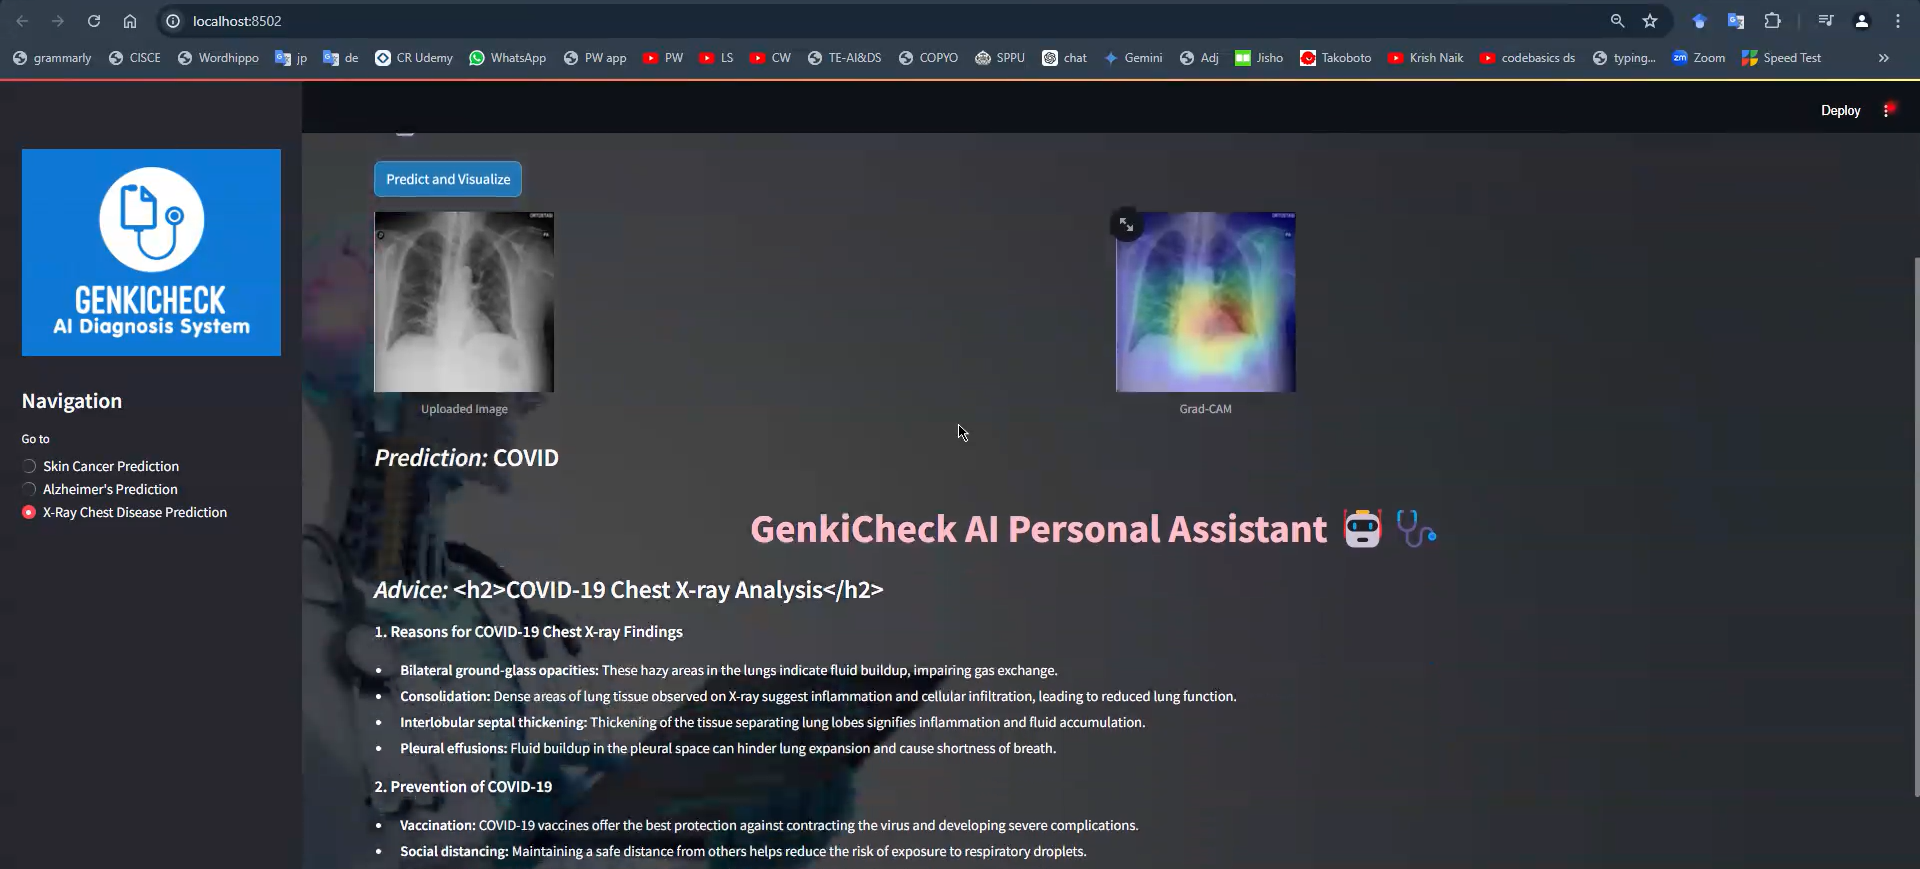 localhost:8502
grammarly CISCE Wordhippo jp de CR Udemy WhatsApp PW app PW LS CW TE-AI&DS COPYO SPPU chat Gemini Adj Jisho Takoboto Krish Naik codebasics ds typing... Zoom Speed Test
Deploy
GENKICHECK
AI Diagnosis System
Navigation
Go to
Skin Cancer Prediction
Alzheimer's Prediction
X-Ray Chest Disease Prediction
Predict and Visualize
Uploaded Image
Grad-CAM
Prediction: COVID
GenkiCheck AI Personal Assistant
Advice: <h2>COVID-19 Chest X-ray Analysis</h2>
1. Reasons for COVID-19 Chest X-ray Findings
• Bilateral ground-glass opacities: These hazy areas in the lungs indicate fluid buildup, impairing gas exchange.
• Consolidation: Dense areas of lung tissue observed on X-ray suggest inflammation and cellular infiltration, leading to reduced lung function.
• Interlobular septal thickening: Thickening of the tissue separating lung lobes signifies inflammation and fluid accumulation.
• Pleural effusions: Fluid buildup in the pleural space can hinder lung expansion and cause shortness of breath.
2. Prevention of COVID-19
• Vaccination: COVID-19 vaccines offer the best protection against contracting the virus and developing severe complications.
• Social distancing: Maintaining a safe distance from others helps reduce the risk of exposure to respiratory droplets.